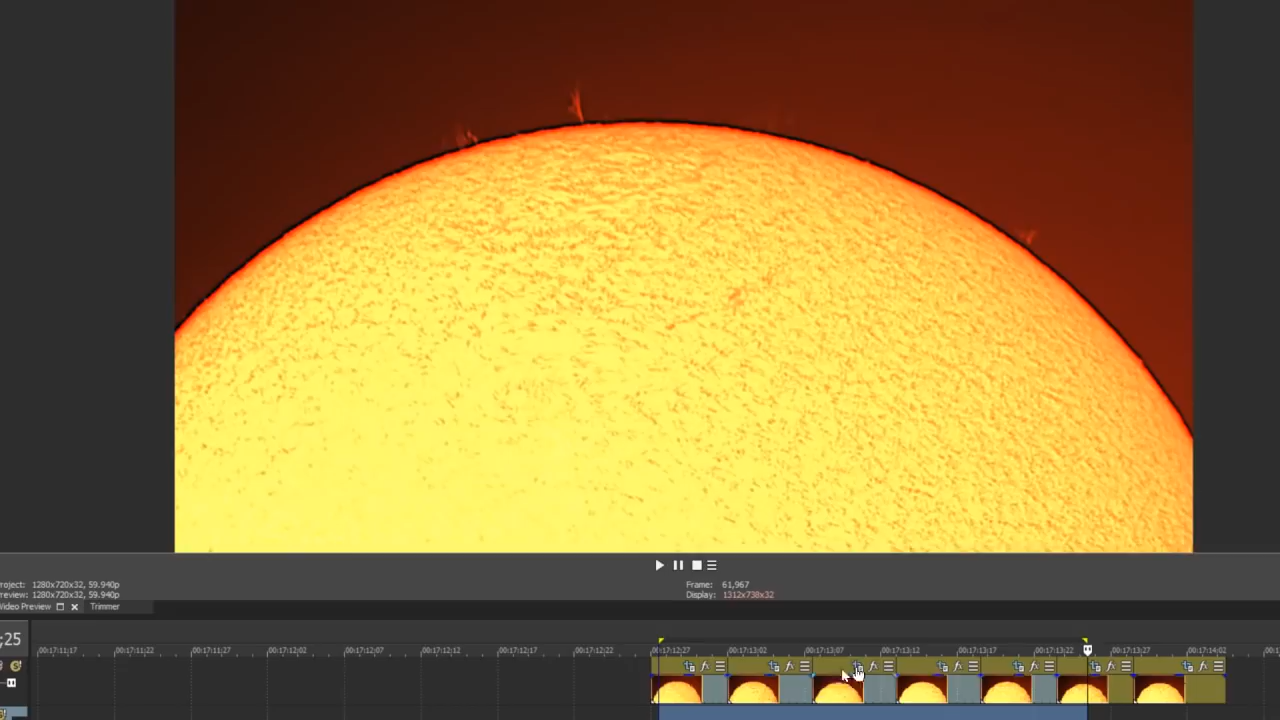 roject: 1280x720x32, 59.940p
review: 1280x720x32, 59.940p
Frame: 61,967
Display: 1312x738x32
Video Preview Trimmer
;25
00:17:11;17 00:17:11;22 00:17:11;27 00:17:12;02 00:17:12;07 00:17:12;12 00:17:12;17 00:17:12;22 00:17:12;27 00:17:13;02 00:17:13;07 00:17:13;12 00:17:13;17 00:17:13;22 00:17:13;27 00:17:14;02 00:1